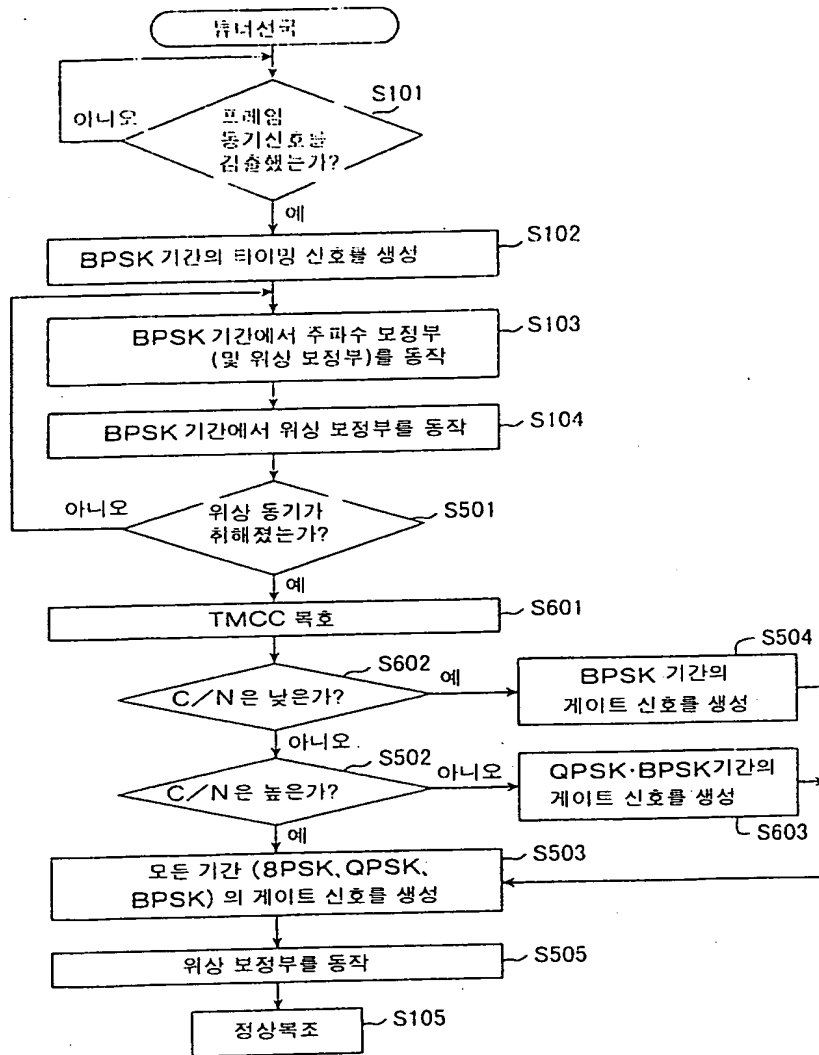 튜너선국
S101
아니오
프레임
동기신호를
검출했는가?
예
S102
BPSK 기간의 타이밍 신호를 생성
S103
BPSK 기간에서 주파수 보정부
(및 위상 보정부)를 동작
S104
BPSK 기간에서 위상 보정부를 동작
아니오
S501
위상 동기가
취해졌는가?
예
S601
TMCC 복호
S602
C/N은 낮은가?
예
S504
BPSK 기간의
게이트 신호를 생성
아니오
S502
C/N은 높은가?
아니오
QPSK·BPSK기간의
게이트 신호를 생성
S603
예
S503
모든 기간 (8PSK, QPSK,
BPSK) 의 게이트 신호를 생성
S505
위상 보정부를 동작
정상복조
S105